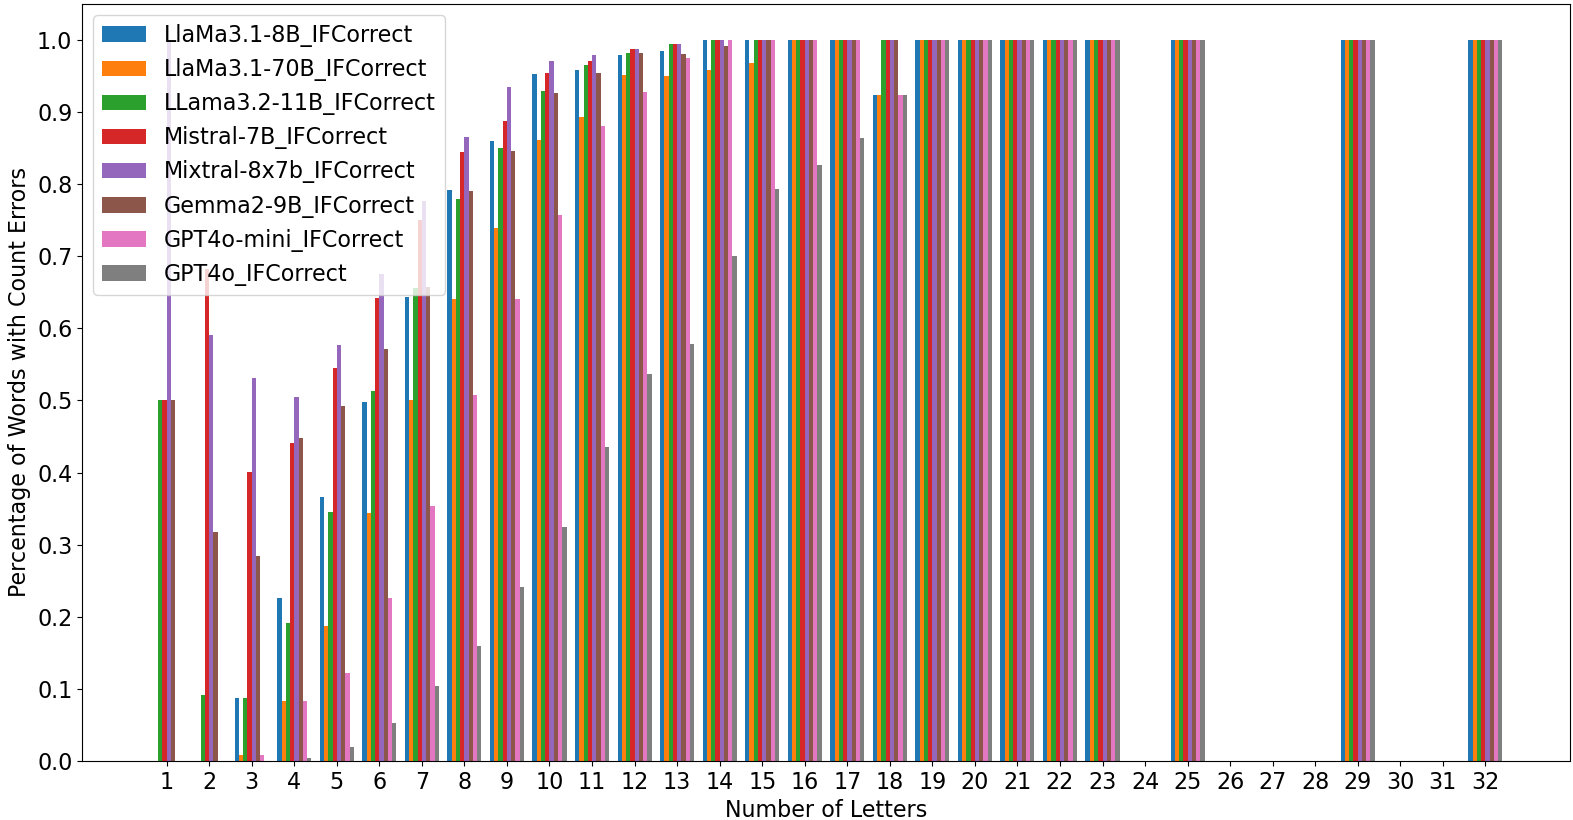 LlaMa3.1-8B_IFCorrect
LlaMa3.1-70B_IFCorrect
LLama3.2-11B_IFCorrect
Mistral-7B_IFCorrect
Mixtral-8x7b_IFCorrect
Gemma2-9B_IFCorrect
GPT4o-mini_IFCorrect
GPT4o_IFCorrect
Percentage of Words with Count Errors
1.0
0.9
0.8
0.7
0.6
0.5
0.4
0.3
0.2
0.1
0.0
1 2 3 4 5 6 7 8 9 10 11 12 13 14 15 16 17 18 19 20 21 22 23 24 25 26 27 28 29 30 31 32
Number of Letters